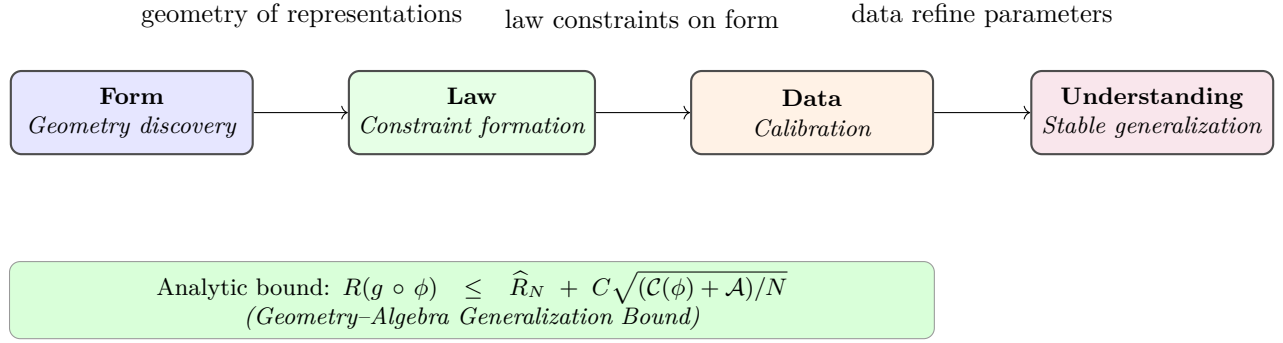 geometry of representations
law constraints on form
data refine parameters
Form
Geometry discovery
Law
Constraint formation
Data
Calibration
Understanding
Stable generalization
Analytic bound: R(g ∘ ϕ) ≤ R̂_N + C√(𝒞(ϕ) + 𝒜)/N
(Geometry–Algebra Generalization Bound)